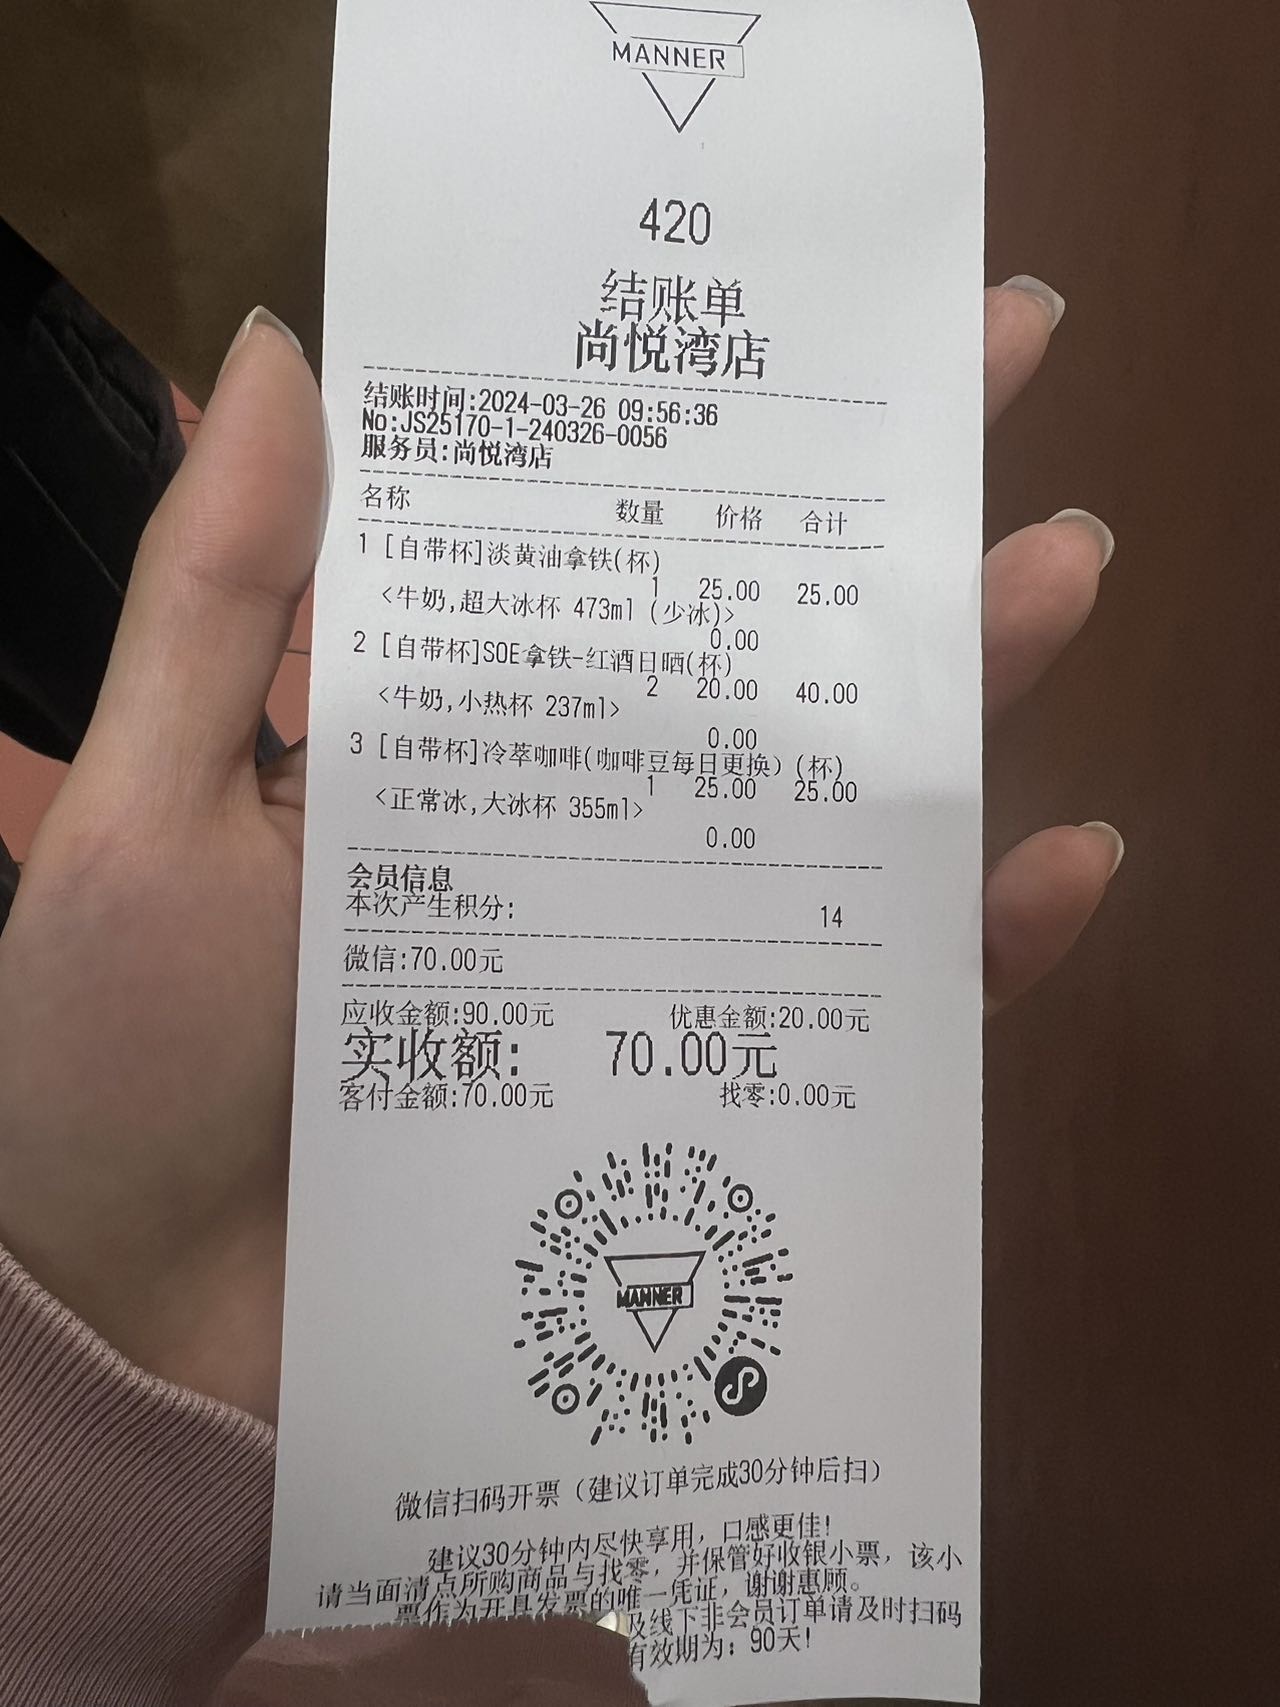 MANNER
420
结账单
尚悦湾店
结账时间:2024-03-26 09:56:36
No:JS25170-1-240326-0056
服务员:尚悦湾店
名称 数量 价格 合计
1 [自带杯]淡黄油拿铁(杯)
1 25.00 25.00
<牛奶,超大冰杯 473ml (少冰)>
0.00
2 [自带杯]SOE拿铁-红酒日晒(杯)
2 20.00 40.00
<牛奶,小热杯 237ml>
0.00
3 [自带杯]冷萃咖啡(咖啡豆每日更换) (杯)
1 25.00 25.00
<正常冰,大冰杯 355ml>
0.00
会员信息
本次产生积分: 14
微信:70.00元
应收金额:90.00元 优惠金额:20.00元
实收额: 70.00元
客付金额:70.00元 找零:0.00元
MANNER
微信扫码开票（建议订单完成30分钟后扫）
建议30分钟内尽快享用，口感更佳!
请当面清点所购商品与找零，并保管好收银小票，该小
票作为开具发票的唯一凭证，谢谢惠顾。
及线下非会员订单请及时扫码
有效期为：90天!